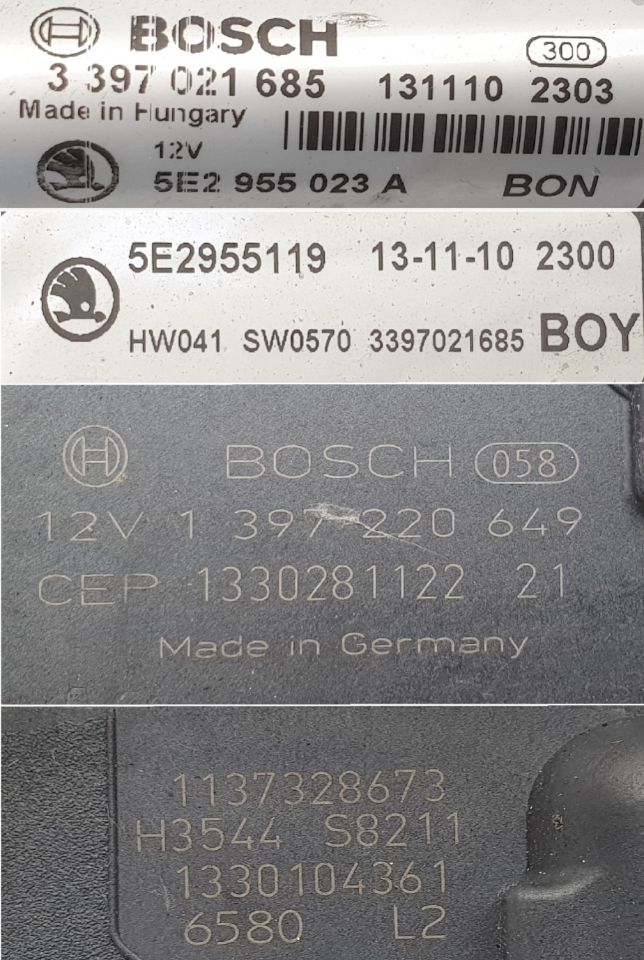 BOSCH
300
3 397 021 685 131110 2303
Made in Hungary
12V
5E2 955 023 A BON
5E2955119 13-11-10 2300
HW041 SW0570 3397021685 BOY
BOSCH 058
12V 1 397 220 649
CEP 1330281122 21
Made in Germany
1137328673
H3544 S8211
1330104361
6580 L2